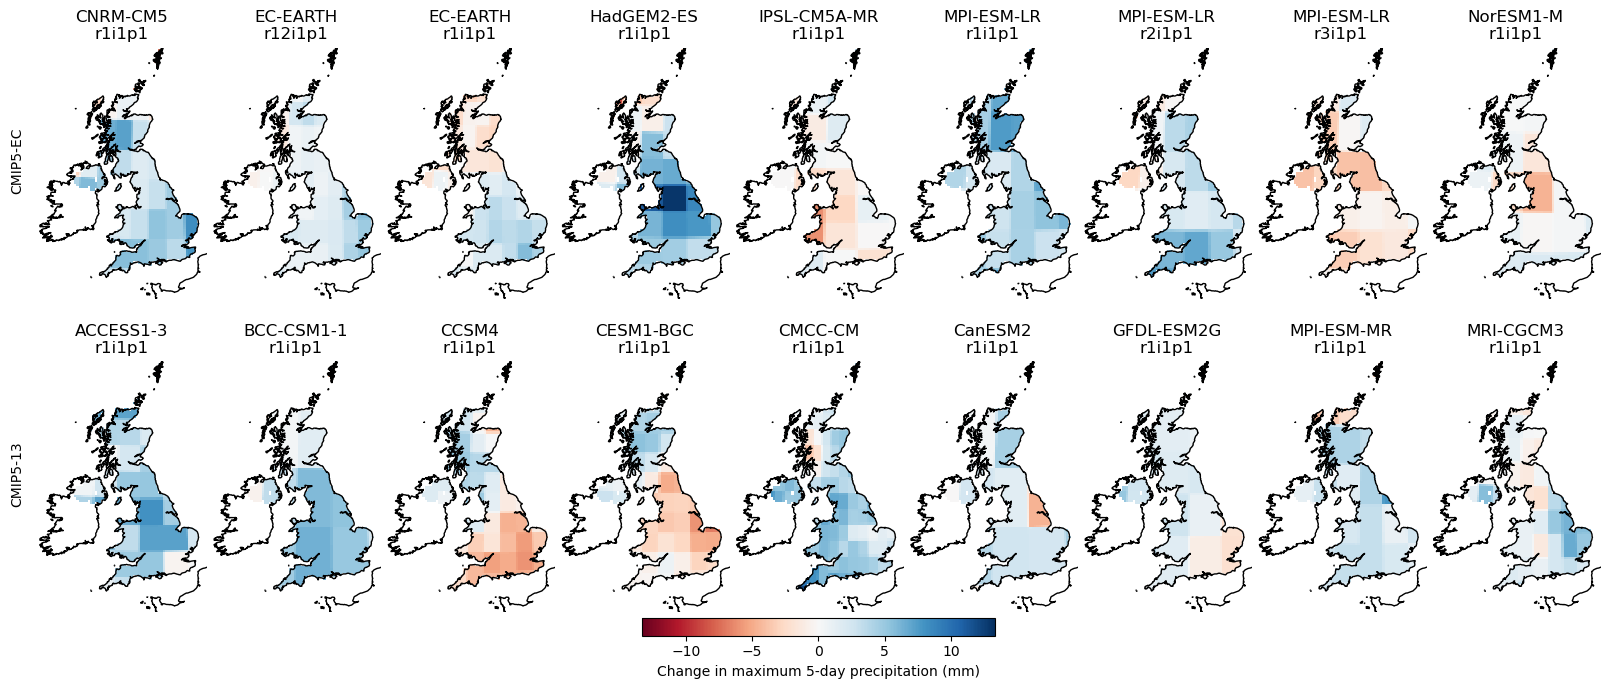 CNRM-CM5 EC-EARTH EC-EARTH HadGEM2-ES IPSL-CM5A-MR MPI-ESM-LR MPI-ESM-LR MPI-ESM-LR NorESM1-M
r1i1p1 r12i1p1 r1i1p1 r1i1p1 r1i1p1 r1i1p1 r2i1p1 r3i1p1 r1i1p1
CMIP5-EC
ACCESS1-3 BCC-CSM1-1 CCSM4 CESM1-BGC CMCC-CM CanESM2 GFDL-ESM2G MPI-ESM-MR MRI-CGCM3
r1i1p1 r1i1p1 r1i1p1 r1i1p1 r1i1p1 r1i1p1 r1i1p1 r1i1p1 r1i1p1
CMIP5-13
−10 −5 0 5 10
Change in maximum 5-day precipitation (mm)